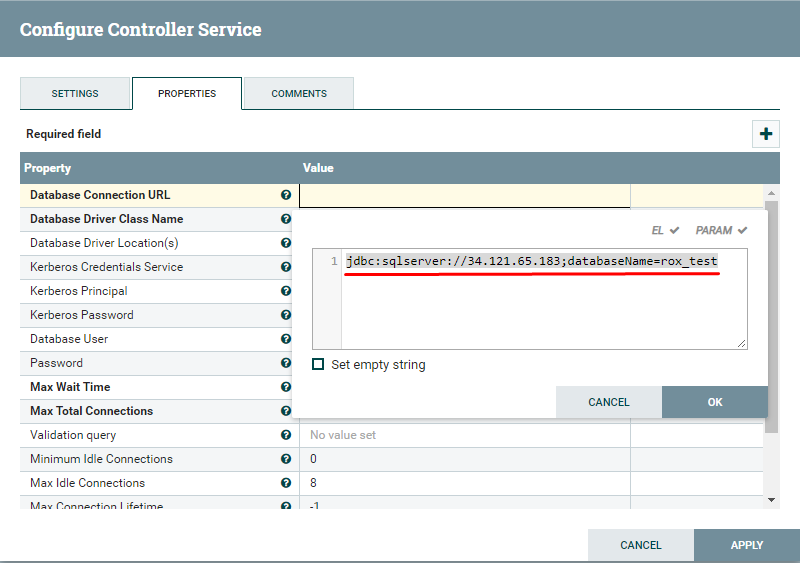 Configure Controller Service
SETTINGS
PROPERTIES
COMMENTS
Required field
Property Value
Database Connection URL
Database Driver Class Name
Database Driver Location(s)
Kerberos Credentials Service
Kerberos Principal
Kerberos Password
Database User
Password
Max Wait Time
Max Total Connections
EL PARAM
1 jdbc:sqlserver://34.121.65.183;databaseName=rox_test
Set empty string
CANCEL OK
Validation query No value set
Minimum Idle Connections 0
Max Idle Connections 8
Max Connection Lifetime -1
CANCEL APPLY